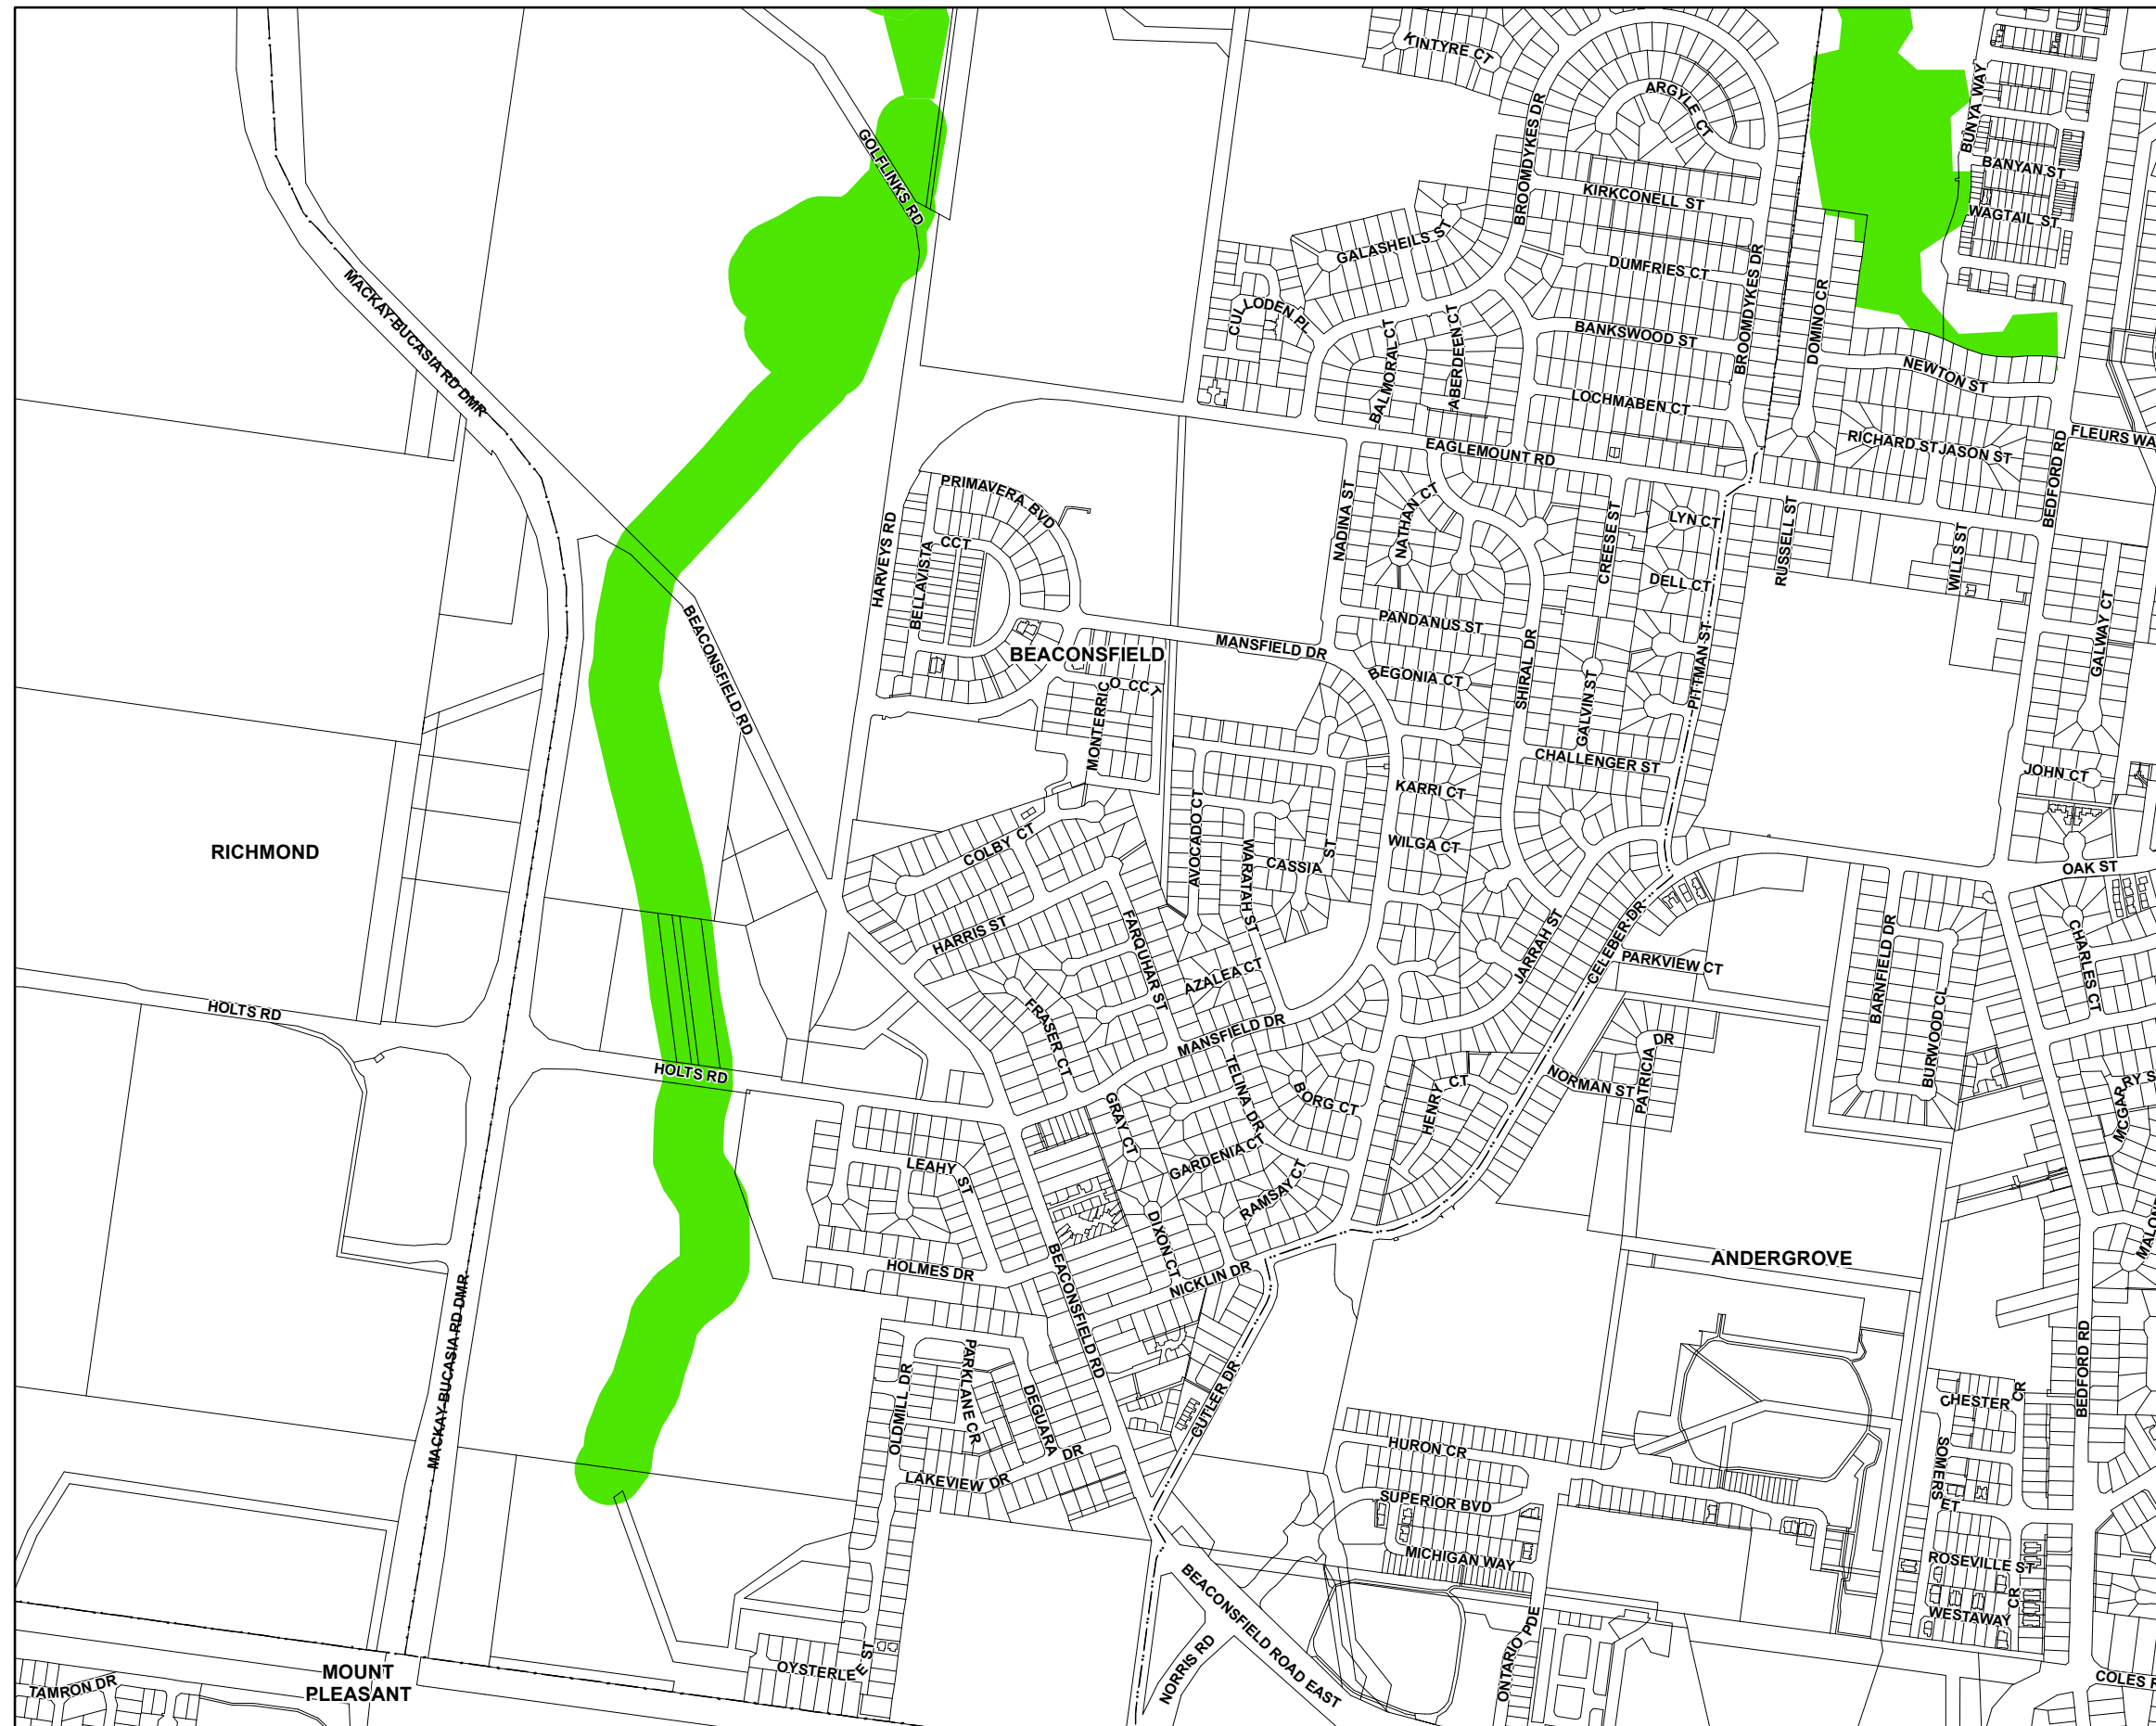 KINTYRE CT
ARGYLE CT
BROOMDYKES DR
BUNYA WAY
BANYAN ST
GOLFLINKS RD
KIRKCONELL ST
WAGTAIL ST
GALASHEILS ST
DUMFRIES CT
BROOMDYKES DR
DOMINO CR
MACKAY-BUCASIA RD DMR
CUL
LODEN PL
BALMORAL CT
ABERDEEN CT
BANKSWOOD ST
NEWTON ST
LOCHMABEN CT
EAGLEMOUNT RD
RICHARD ST
JASON ST
BEDFORD RD
FLEURS WA
PRIMAVERA BVD
NADINA ST
NATHAN CT
CREESE ST
LYN CT
RUSSELL ST
WILLS ST
HARVEYS RD
BELLAVISTA
CCT
DELL CT
BEACONSFIELD RD
BEACONSFIELD
MANSFIELD DR
PANDANUS ST
BEGONIA CT
SHIRAL DR
GALVIN ST
PITTMAN ST
GALWAY CT
MONTERRIC
O CCT
CHALLENGER ST
JOHN CT
KARRI CT
RICHMOND
COLBY CT
AVOCADO CT
WARATAH ST
CASSIA
ST
WILGA CT
OAK ST
HARRIS ST
FARQUHAR ST
AZALEA CT
JARRAH ST
CELEBER DR
PARKVIEW CT
BARNFIELD DR
CHARLES CT
HOLTS RD
FRASER CT
MANSFIELD DR
BURWOOD CL
HOLTS RD
GRAY CT
TELINA DR
BORG CT
HENRY
CT
NORMAN ST
PATRICIA
DR
MCGAR
RY S
LEAHY
ST
GARDENIA CT
RAMSAY CT
DIXON CT
BEACONSFIELD RD
HOLMES DR
NICKLIN DR
ANDERGROVE
MALO
MACKAY-BUCASIA RD DMR
OLDMILL DR
PARKLANE CR
DEGUARA
DR
CUTLER DR
BEDFORD RD
CHESTER
CR
LAKEVIEW DR
HURON CR
SOMERS
ET
SUPERIOR BVD
MICHIGAN WAY
ROSEVILLE ST
WESTAWAY
CR
BEACONSFIELD ROAD EAST
NORRIS RD
ONTARIO PDE
OYSTERLE
E ST
MOUNT
PLEASANT
TAMRON DR
COLES R